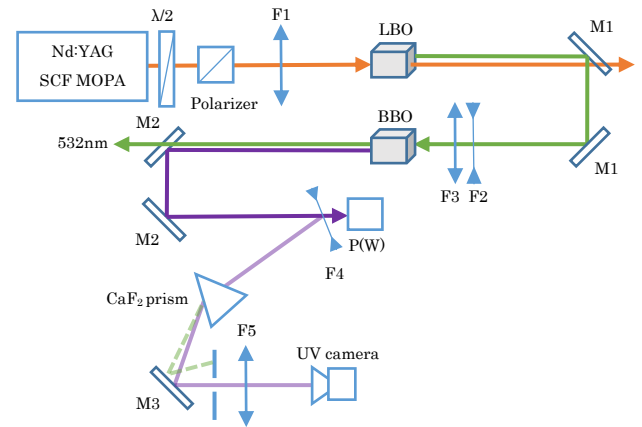 λ/2
F1
Nd:YAG
SCF MOPA
Polarizer
LBO
M1
M2
BBO
532nm
F3
F2
M1
M2
P(W)
F4
CaF₂ prism
F5
UV camera
M3